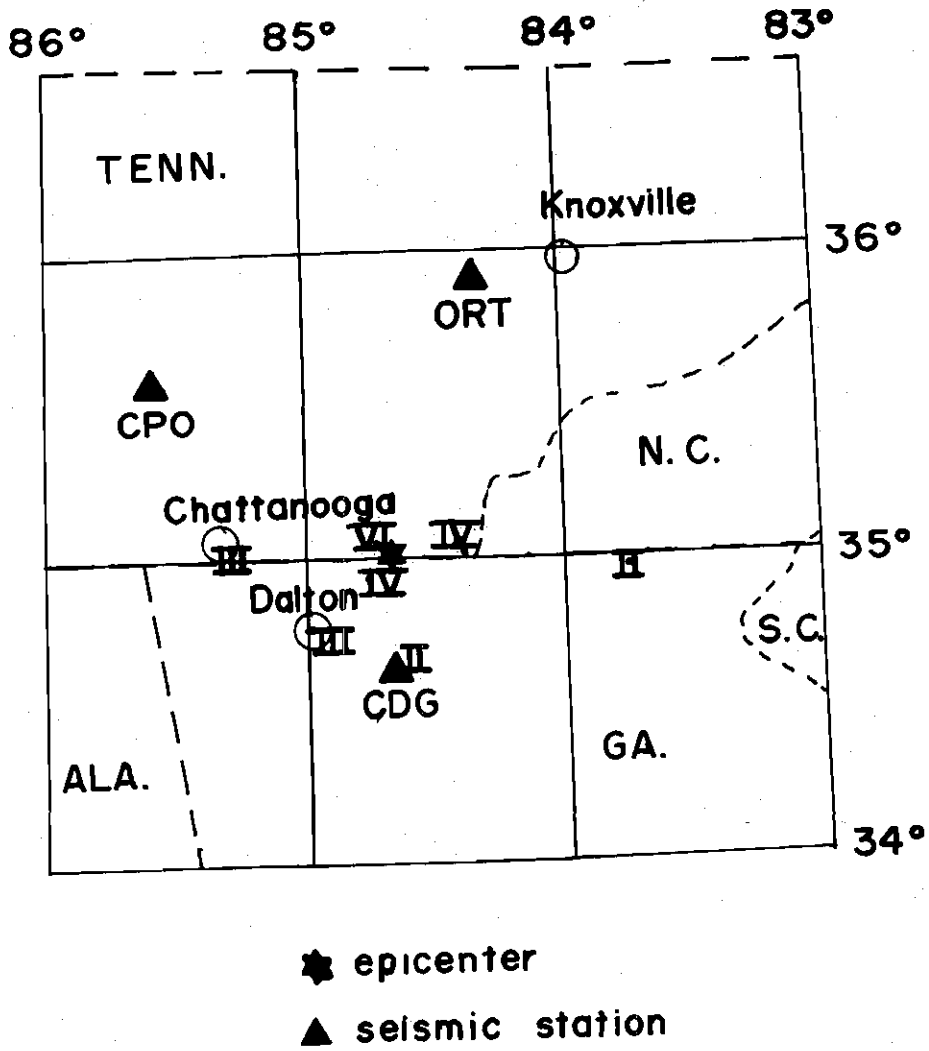 86° 85° 84° 83°
TENN.
Knoxville
36°
ORT
CPO
N. C.
Chattanooga
VI IV
35°
III
IV
II
Dalton
III
II
S.C.
CDG
GA.
ALA.
34°
epicenter
seismic station